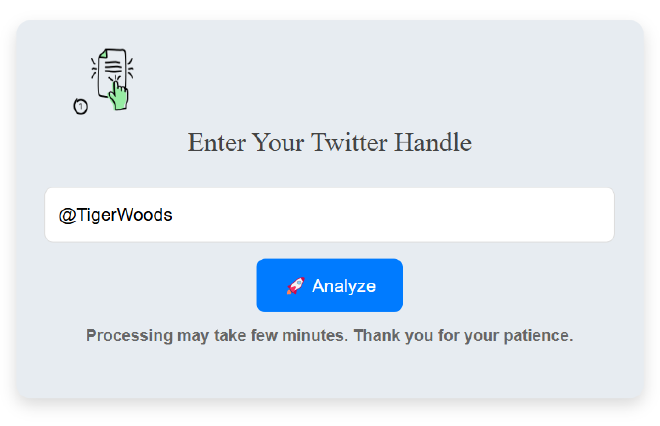 1
Enter Your Twitter Handle
@TigerWoods
🚀 Analyze
Processing may take few minutes. Thank you for your patience.